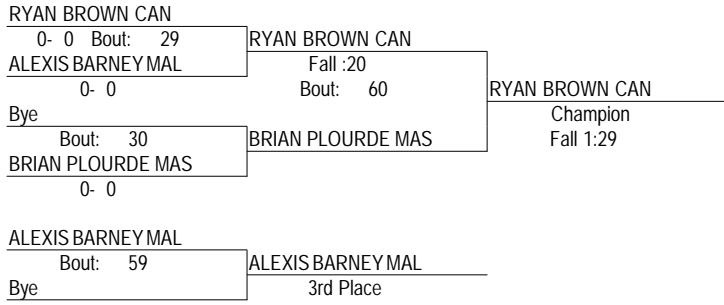 RYAN BROWN CAN
0- 0 Bout: 29
RYAN BROWN CAN
ALEXIS BARNEY MAL
Fall :20
0- 0
Bout: 60
RYAN BROWN CAN
Bye
Champion
Bout: 30
BRIAN PLOURDE MAS
Fall 1:29
BRIAN PLOURDE MAS
0- 0
ALEXIS BARNEY MAL
Bout: 59
ALEXIS BARNEY MAL
Bye
3rd Place